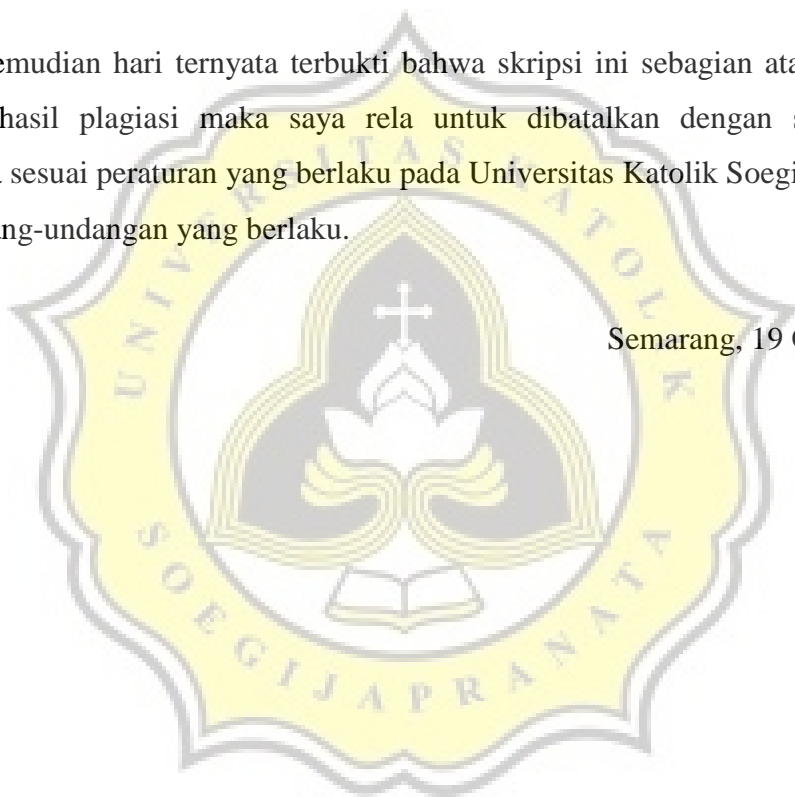 emudian hari ternyata terbukti bahwa skripsi ini sebagian ata
hasil plagiasi maka saya rela untuk dibatalkan dengan s
sesuai peraturan yang berlaku pada Universitas Katolik Soegi
ang-undangan yang berlaku.
Semarang, 19
UNIVERSITAS KATOLIK
SOEGIJAPRANATA